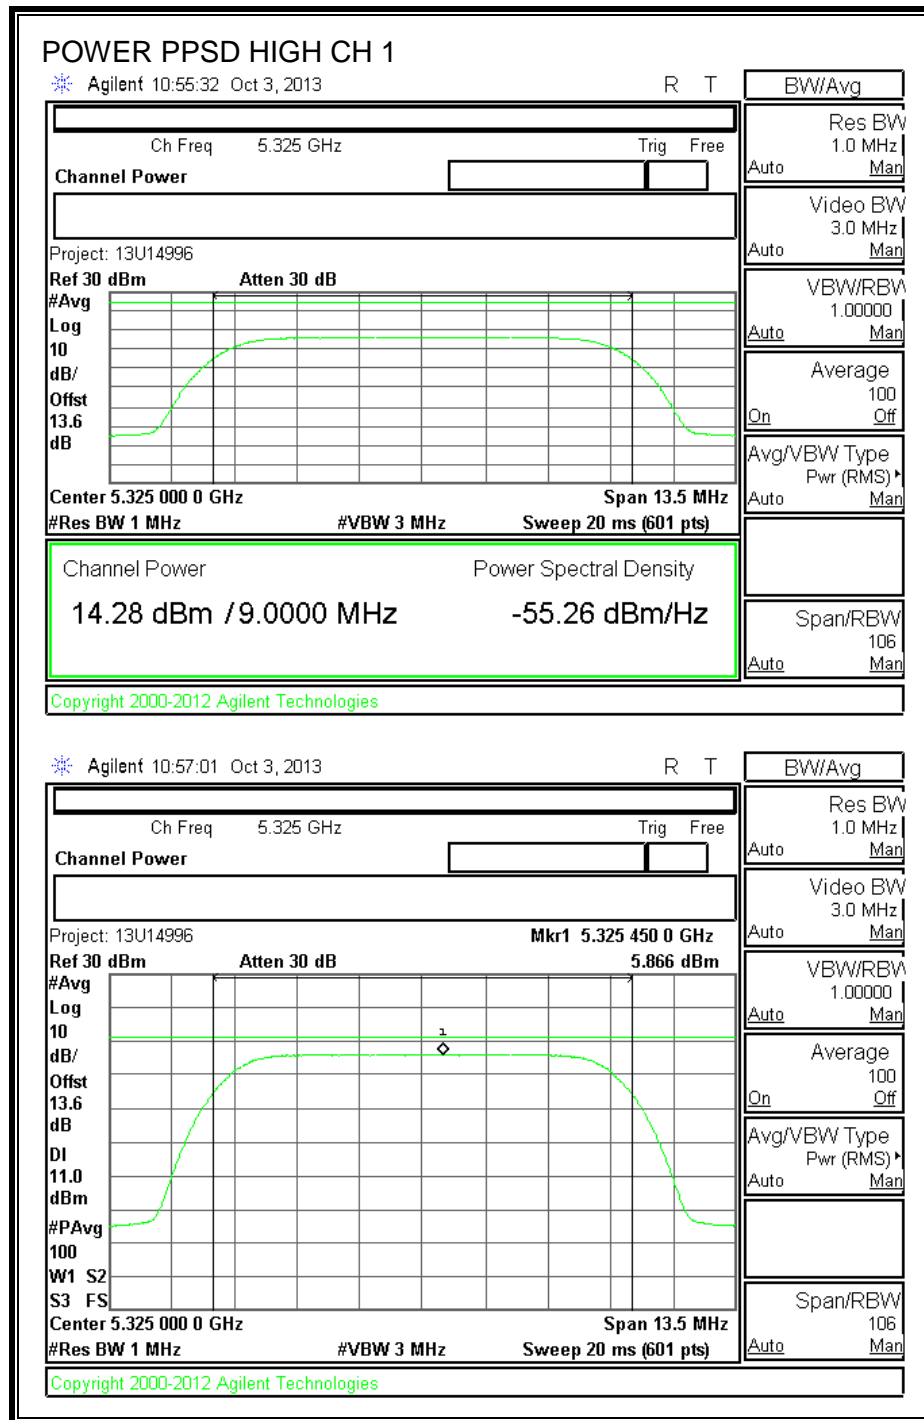 POWER PPSD HIGH CH 1
Agilent 10:55:32 Oct 3, 2013 R T
BW/Avg
Ch Freq 5.325 GHz Trig Free
Channel Power
Res BW
1.0 MHz
Auto Man
Video BW
3.0 MHz
Auto Man
Project: 13U14996
Ref 30 dBm Atten 30 dB
#Avg
Log
10
dB/
Offst
13.6
dB
VBW/RBW
1.00000
Auto Man
Average
100
On Off
Avg/VBW Type
Pwr (RMS)
Auto Man
Center 5.325 000 0 GHz Span 13.5 MHz
#Res BW 1 MHz #VBW 3 MHz Sweep 20 ms (601 pts)
Channel Power Power Spectral Density
14.28 dBm / 9.0000 MHz -55.26 dBm/Hz
Span/RBW
106
Auto Man
Copyright 2000-2012 Agilent Technologies
Agilent 10:57:01 Oct 3, 2013 R T
BW/Avg
Ch Freq 5.325 GHz Trig Free
Channel Power
Res BW
1.0 MHz
Auto Man
Video BW
3.0 MHz
Auto Man
Project: 13U14996 Mkr1 5.325 450 0 GHz
Ref 30 dBm Atten 30 dB 5.866 dBm
#Avg
Log
10
dB/
Offst
13.6
dB
DI
11.0
dBm
#PAvg
100
W1 S2
S3 FS
1
VBW/RBW
1.00000
Auto Man
Average
100
On Off
Avg/VBW Type
Pwr (RMS)
Auto Man
Center 5.325 000 0 GHz Span 13.5 MHz
#Res BW 1 MHz #VBW 3 MHz Sweep 20 ms (601 pts)
Span/RBW
106
Auto Man
Copyright 2000-2012 Agilent Technologies